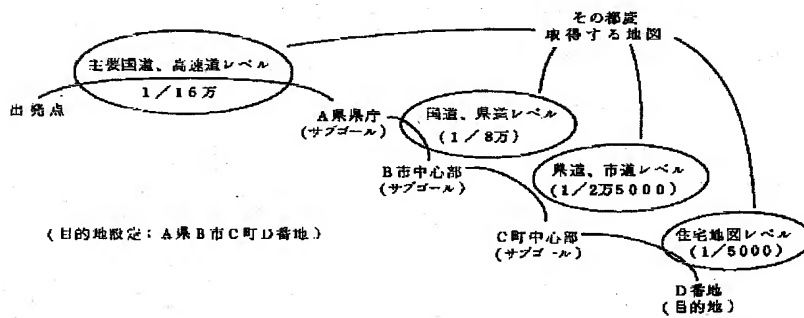 その都度
取得する地図
主要国道、高速道レベル
1/16万
出発点
A県県庁
(サブゴール)
国道、県道レベル
(1/8万)
B市中心部
(サブゴール)
県道、市道レベル
(1/2万5000)
(目的地設定:A県B市C町D番地)
C町中心部
(サブゴール)
住宅地図レベル
(1/5000)
D番地
(目的地)